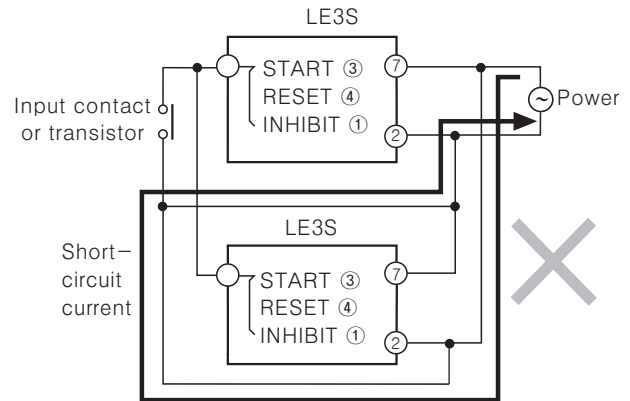 LE3S
START ③
RESET ④
INHIBIT ①
7
2
Input contact
or transistor
~
Power
Short-
circuit
current
LE3S
START ③
RESET ④
INHIBIT ①
7
2